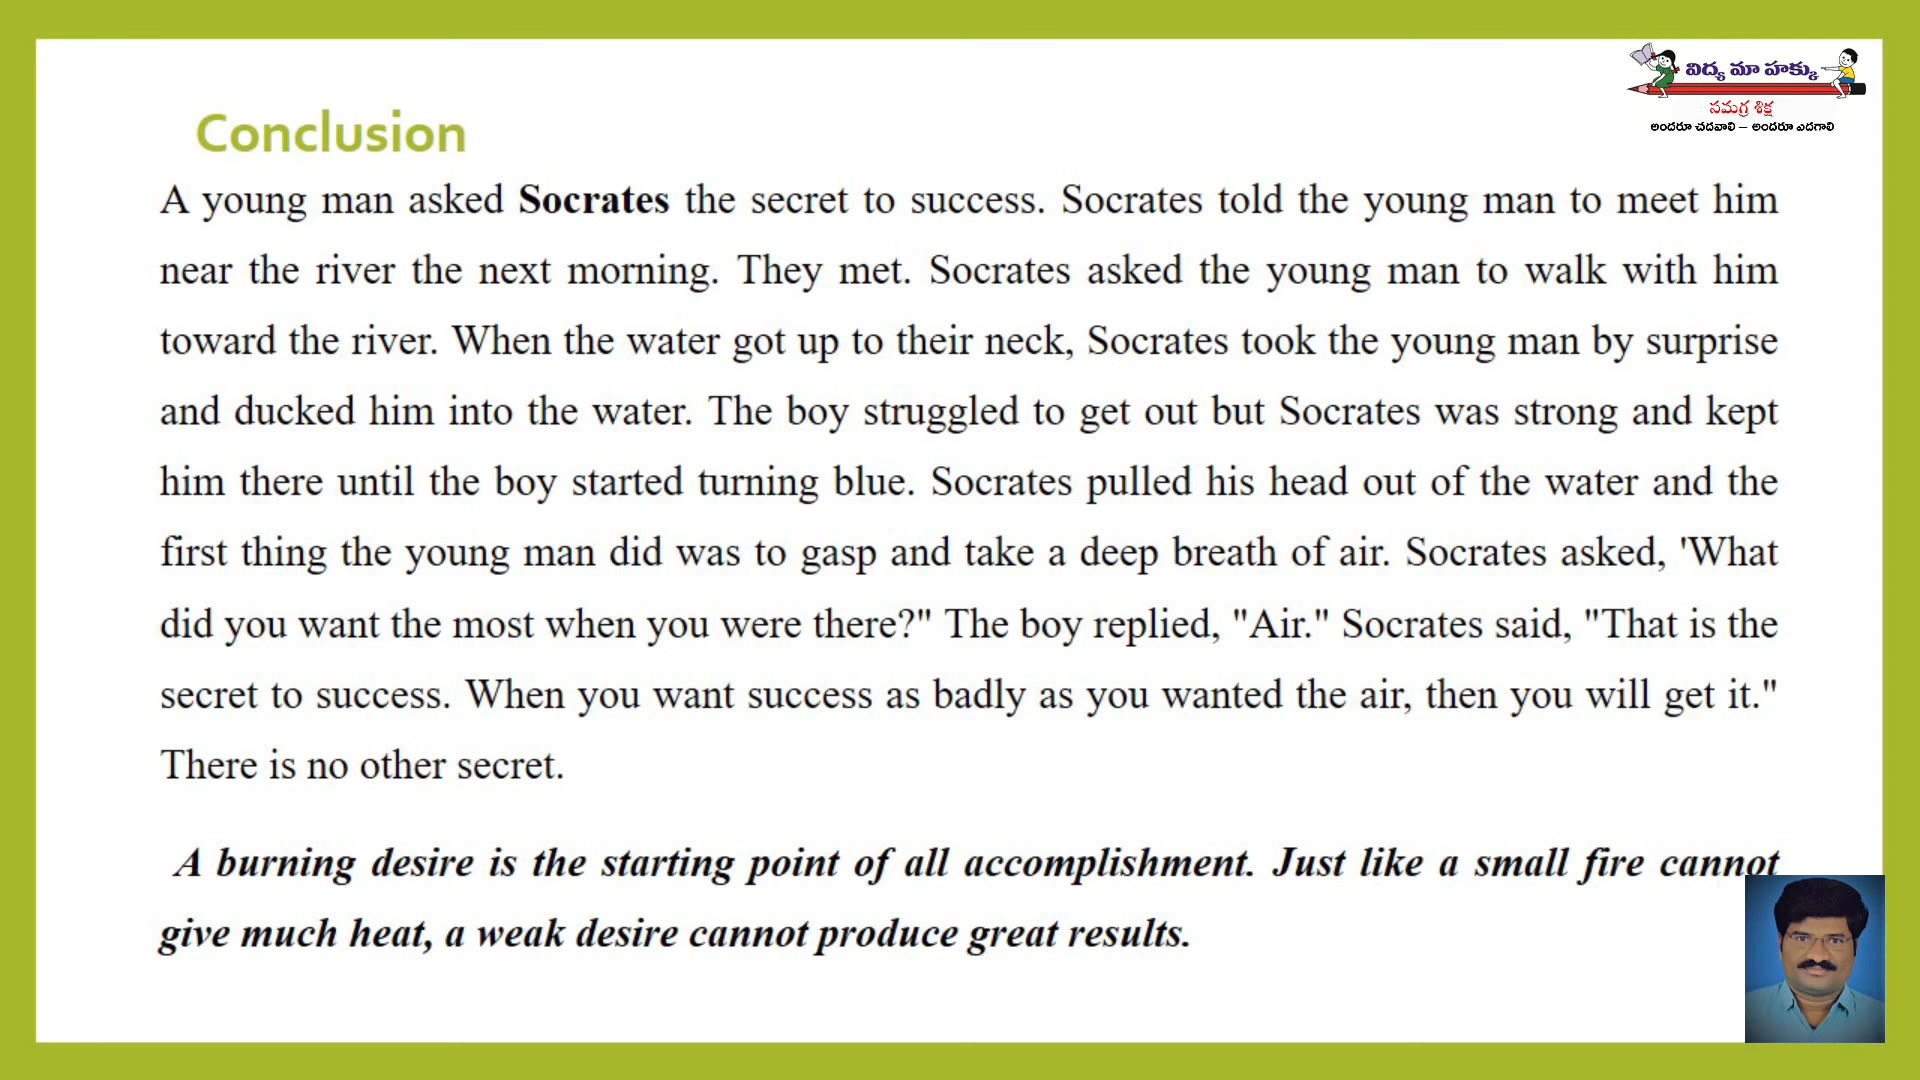 విద్య మా హక్కు
సమగ్ర శిక్ష
అందరూ చదవాలి – అందరూ ఎదగాలి
Conclusion
A young man asked Socrates the secret to success. Socrates told the young man to meet him
near the river the next morning. They met. Socrates asked the young man to walk with him
toward the river. When the water got up to their neck, Socrates took the young man by surprise
and ducked him into the water. The boy struggled to get out but Socrates was strong and kept
him there until the boy started turning blue. Socrates pulled his head out of the water and the
first thing the young man did was to gasp and take a deep breath of air. Socrates asked, 'What
did you want the most when you were there?" The boy replied, "Air." Socrates said, "That is the
secret to success. When you want success as badly as you wanted the air, then you will get it."
There is no other secret.
A burning desire is the starting point of all accomplishment. Just like a small fire cannot
give much heat, a weak desire cannot produce great results.